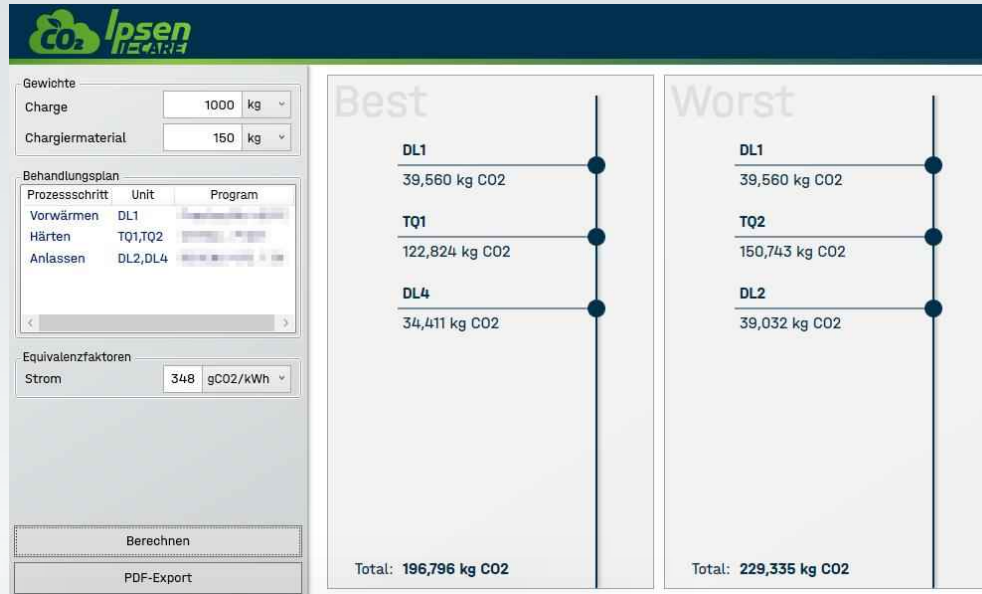 CO2 Ipsen
I-CARE
Gewichte
Charge 1000 kg
Chargiermaterial 150 kg
Behandlungsplan
Prozessschritt Unit Program
Vorwärmen DL1
Härten TQ1,TQ2
Anlassen DL2,DL4
Equivalenzfaktoren
Strom 348 gCO2/kWh
Berechnen
PDF-Export
Best
DL1
39,560 kg CO2
TQ1
122,824 kg CO2
DL4
34,411 kg CO2
Total: 196,796 kg CO2
Worst
DL1
39,560 kg CO2
TQ2
150,743 kg CO2
DL2
39,032 kg CO2
Total: 229,335 kg CO2